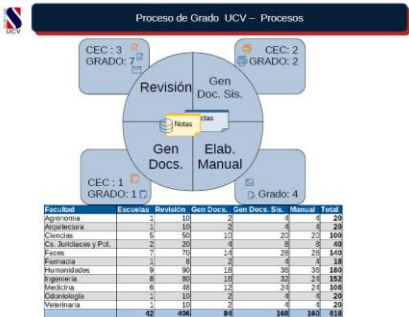 UCV
Proceso de Grado UCV – Procesos
CEC : 3
GRADO: 7
CEC: 2
GRADO: 2
Revisión
Gen
Doc. Sis.
Notas
ctas
Gen
Docs.
Elab.
Manual
CEC : 1
GRADO: 1
Grado: 4
Facultad Escuelas Revisión Gen Docs. Gen Docs. Sis. Manual Total
Agronomia 1 10 2 4 4 20
Arquitectura 1 10 2 4 4 20
Ciencias 5 50 10 20 20 100
Cs. Juridiacas y Pol. 2 20 4 8 8 40
Faces 7 70 14 28 28 140
Farmacia 1 8 2 4 4 18
Humanidades 9 90 18 36 36 180
Ingeniería 8 80 16 32 24 152
Medicina 6 48 12 24 24 108
Odontología 1 10 2 4 4 20
Veterinaria 1 10 2 4 4 20
42 406 84 168 160 818